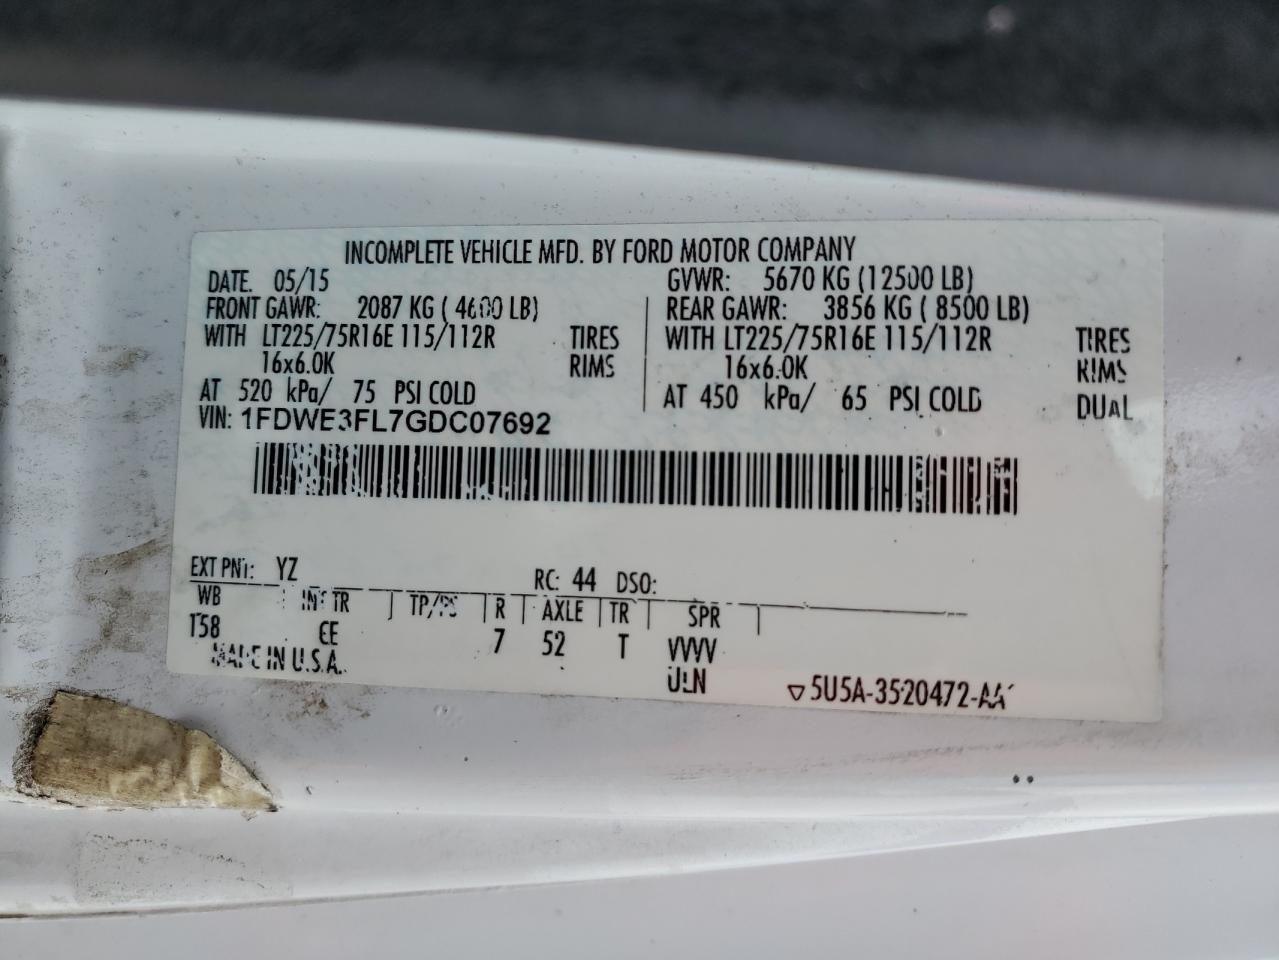 INCOMPLETE VEHICLE MFD. BY FORD MOTOR COMPANY
DATE. 05/15 GVWR: 5670 KG (12500 LB)
FRONT GAWR: 2087 KG ( 4600 LB) REAR GAWR: 3856 KG ( 8500 LB)
WITH LT225/75R16E 115/112R TIRES WITH LT225/75R16E 115/112R TIRES
16x6.0K RIMS 16x6.0K RIMS
AT 520 kPa/ 75 PSI COLD AT 450 kPa/ 65 PSI COLD DUAL
VIN: 1FDWE3FL7GDC07692
EXT PNT: YZ RC: 44 DSO:
WB INT TR TP/PS R AXLE TR SPR
158 CE 7 52 T VVVV
MADE IN U.S.A. ULN
▽5U5A-3520472-AA